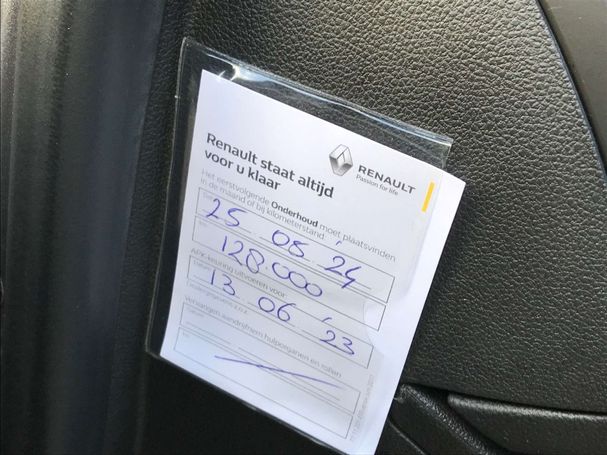 RENAULT
Passion for life
Renault staat altijd
voor u klaar
Het eerstvolgende Onderhoud moet plaatsvinden
in de maand of bij kilometerstand:
25 05 '24
128.000
APK-keuring uitvoeren voor:
13 06 '23
Vervangen aandrijfriem hulporganen en rollen